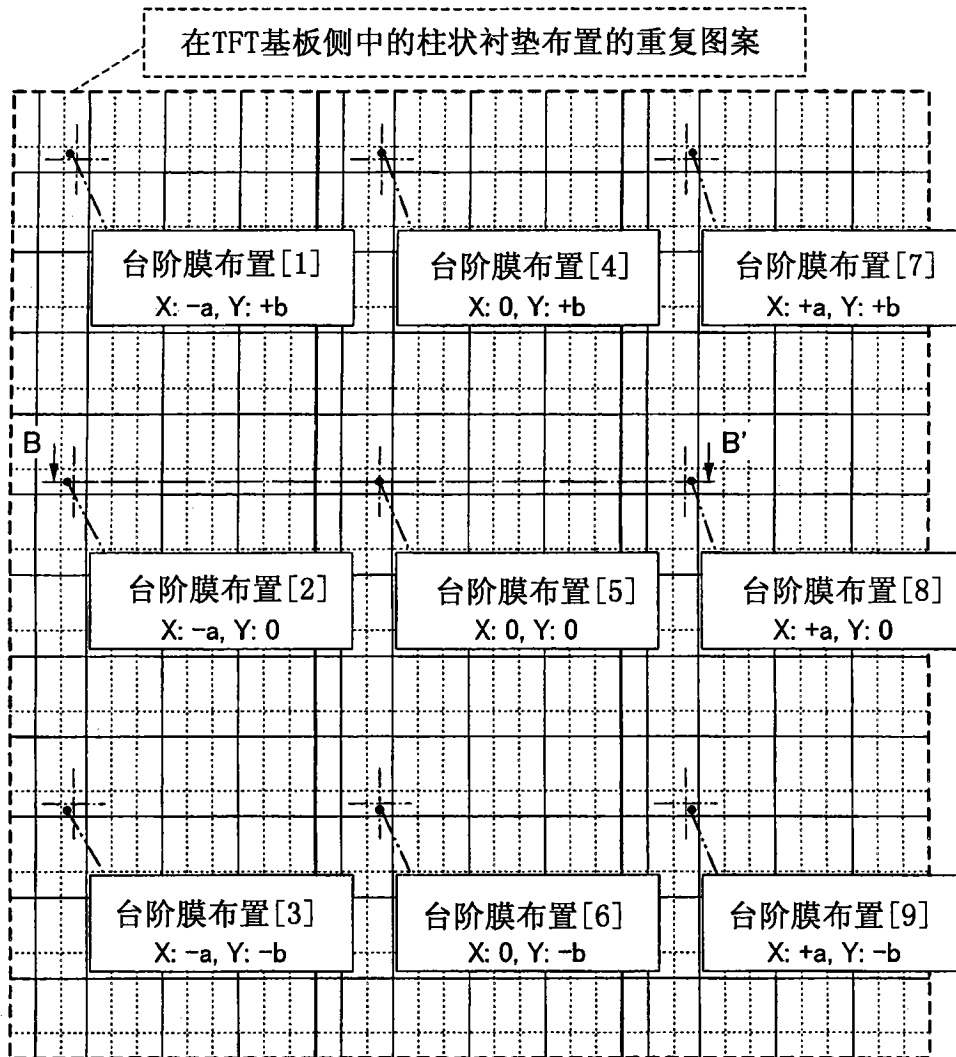 在TFT基板侧中的柱状衬垫布置的重复图案
台阶膜布置[1]
X: −a, Y: +b
台阶膜布置[4]
X: 0, Y: +b
台阶膜布置[7]
X: +a, Y: +b
B
B'
台阶膜布置[2]
X: −a, Y: 0
台阶膜布置[5]
X: 0, Y: 0
台阶膜布置[8]
X: +a, Y: 0
台阶膜布置[3]
X: −a, Y: −b
台阶膜布置[6]
X: 0, Y: −b
台阶膜布置[9]
X: +a, Y: −b